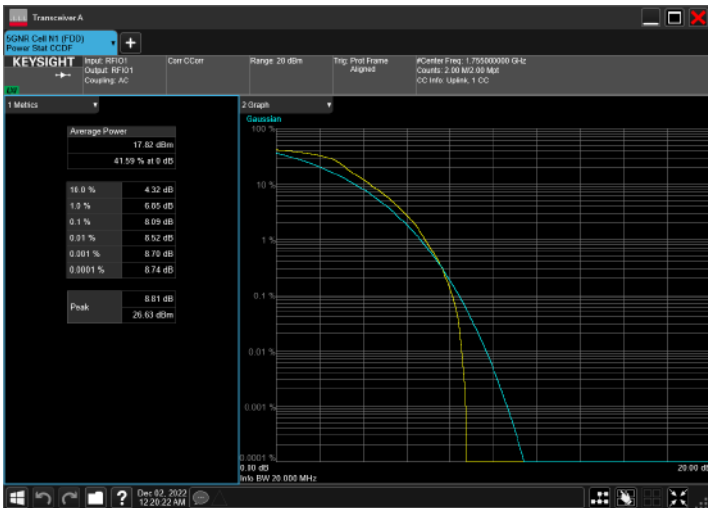 Transceiver A
5GNR Cell N1 (FDD)
Power Stat CCDF
KEYSIGHT
Input: RFIO1
Output: RFIO1
Coupling: AC
Corr CCorr
Range: 20 dBm
Trig: Prot Frame
Aligned
#Center Freq: 1.755000000 GHz
Counts: 2.00 M/2.00 Mpt
CC Info: Uplink, 1 CC
1 Metrics
Average Power
17.82 dBm
41.59 % at 0 dB
10.0 % 4.32 dB
1.0 % 6.85 dB
0.1 % 8.09 dB
0.01 % 8.52 dB
0.001 % 8.70 dB
0.0001 % 8.74 dB
Peak
8.81 dB
26.63 dBm
2 Graph
Gaussian
100 %
10 %
1 %
0.1 %
0.01 %
0.001 %
0.0001 %
0.00 dB
20.00 dB
Info BW 20.000 MHz
?
Dec 02, 2022
12:20:22 AM